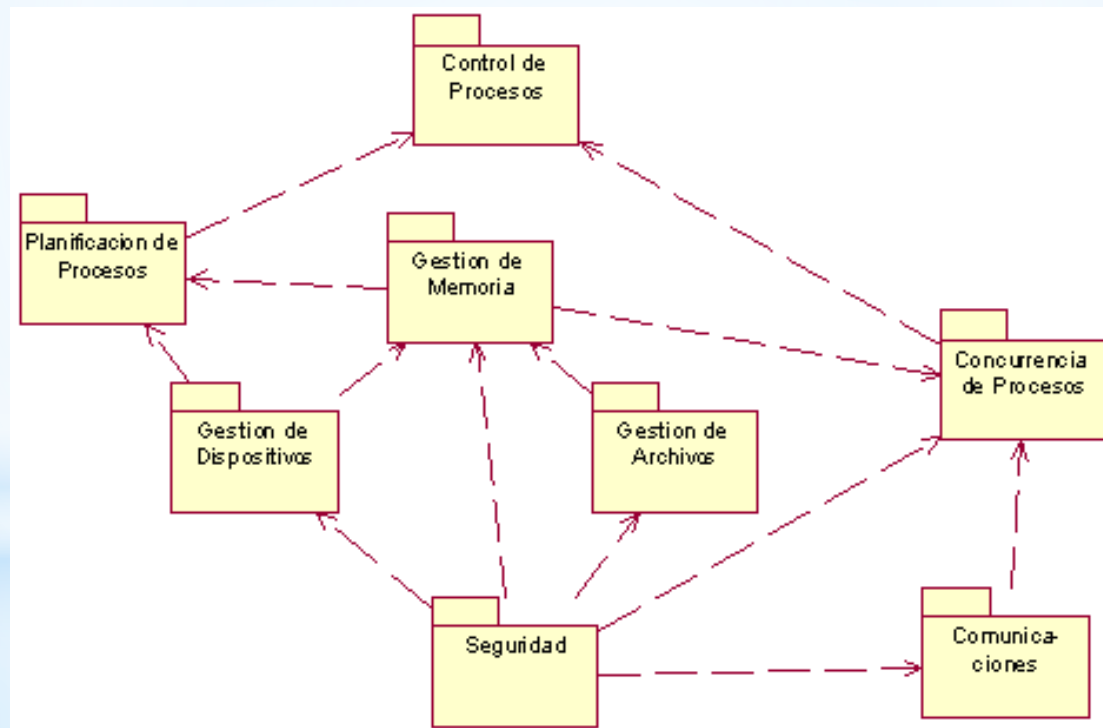 Control de
Procesos
Planificacion de
Procesos
Gestion de
Memoria
Concurrencia
de Procesos
Gestion de
Dispositivos
Gestion de
Archivos
Seguridad
Comunica-
ciones